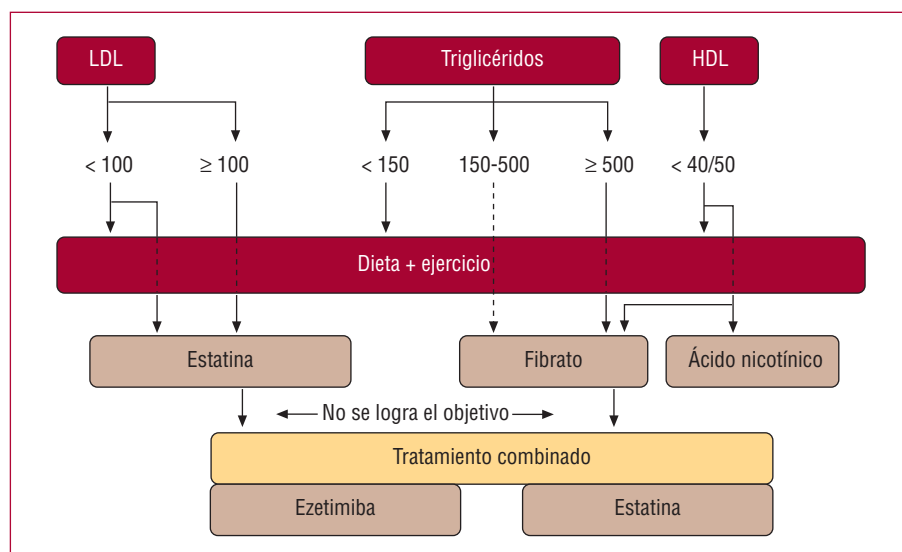 LDL
Triglicéridos
HDL
< 100
≥ 100
< 150
150-500
≥ 500
< 40/50
Dieta + ejercicio
Estatina
Fibrato
Ácido nicotínico
No se logra el objetivo
Tratamiento combinado
Ezetimiba
Estatina